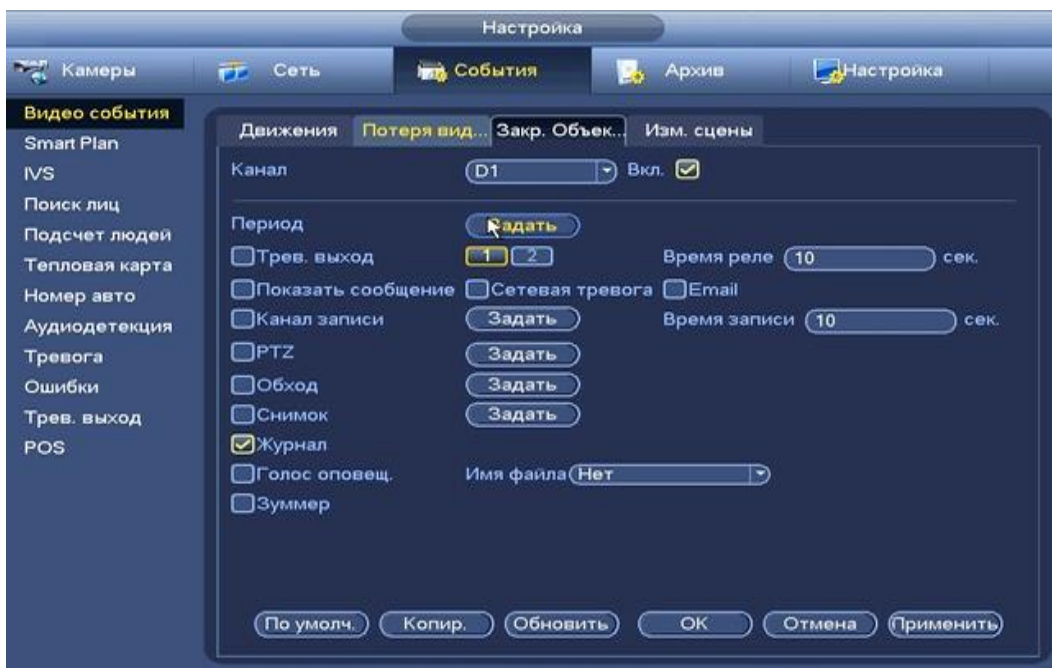 Настройка
Камеры Сеть События Архив Настройка
Видео события
Smart Plan
IVS
Поиск лиц
Подсчет людей
Тепловая карта
Номер авто
Аудиодетекция
Тревога
Ошибки
Трев. выход
POS
Движения Потеря вид... Закр. Объек... Изм. сцены
Канал D1 Вкл.
Период Задать
Трев. выход 1 2 Время реле 10 сек.
Показать сообщение Сетевая тревога Email
Канал записи Задать Время записи 10 сек.
PTZ Задать
Обход Задать
Снимок Задать
Журнал
Голос оповещ. Имя файла Нет
Зуммер
По умолч. Копир. Обновить OK Отмена Применить